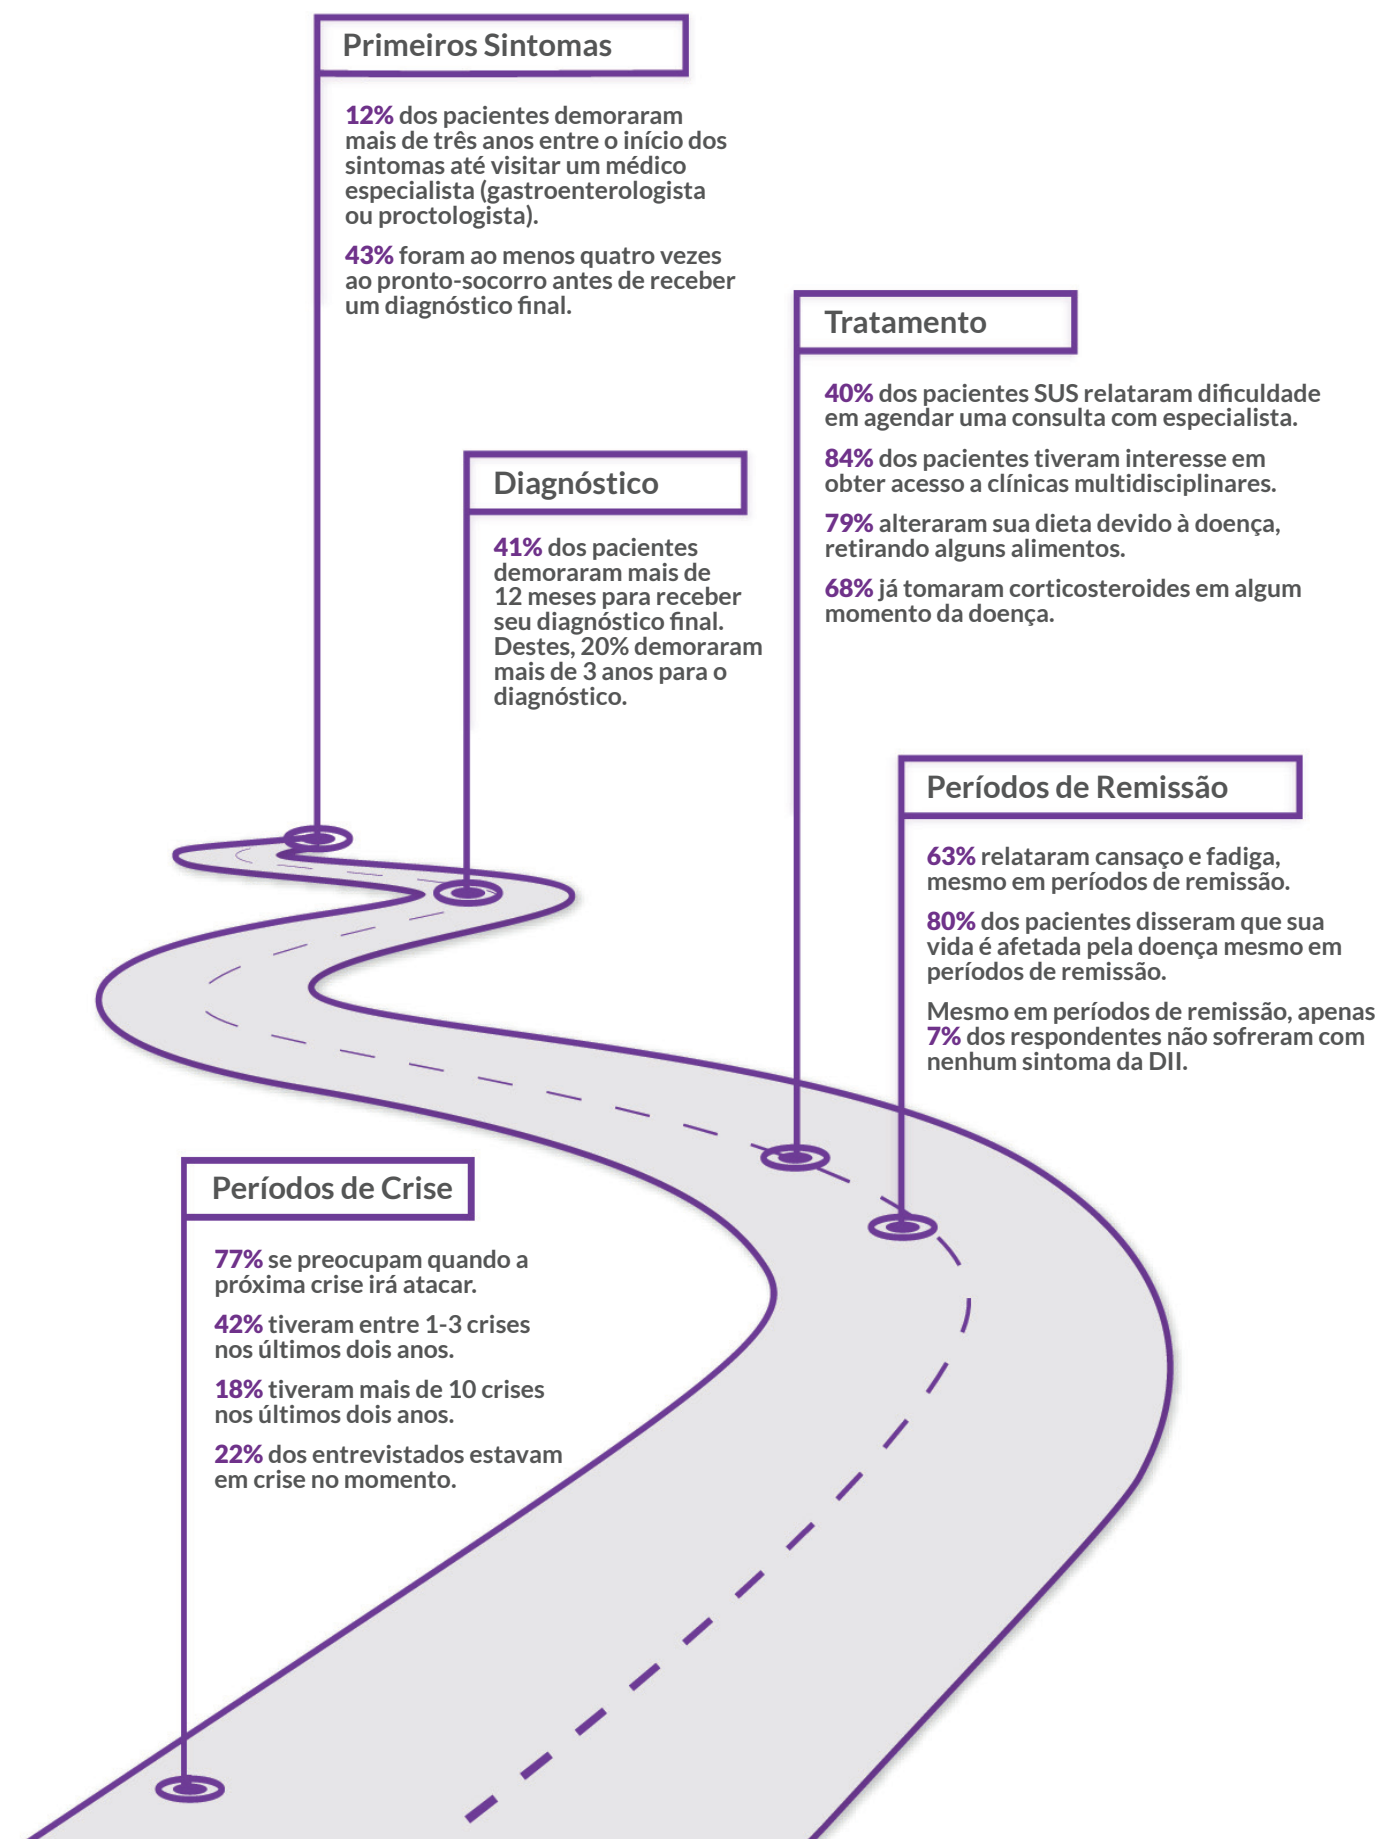 Primeiros Sintomas
12% dos pacientes demoraram
mais de três anos entre o início dos
sintomas até visitar um médico
especialista (gastroenterologista
ou proctologista).
43% foram ao menos quatro vezes
ao pronto-socorro antes de receber
um diagnóstico final.
Diagnóstico
41% dos pacientes
demoraram mais de
12 meses para receber
seu diagnóstico final.
Destes, 20% demoraram
mais de 3 anos para o
diagnóstico.
Tratamento
40% dos pacientes SUS relataram dificuldade
em agendar uma consulta com especialista.
84% dos pacientes tiveram interesse em
obter acesso a clínicas multidisciplinares.
79% alteraram sua dieta devido à doença,
retirando alguns alimentos.
68% já tomaram corticosteroides em algum
momento da doença.
Períodos de Remissão
63% relataram cansaço e fadiga,
mesmo em períodos de remissão.
80% dos pacientes disseram que sua
vida é afetada pela doença mesmo em
períodos de remissão.
Mesmo em períodos de remissão, apenas
7% dos respondentes não sofreram com
nenhum sintoma da DII.
Períodos de Crise
77% se preocupam quando a
próxima crise irá atacar.
42% tiveram entre 1-3 crises
nos últimos dois anos.
18% tiveram mais de 10 crises
nos últimos dois anos.
22% dos entrevistados estavam
em crise no momento.